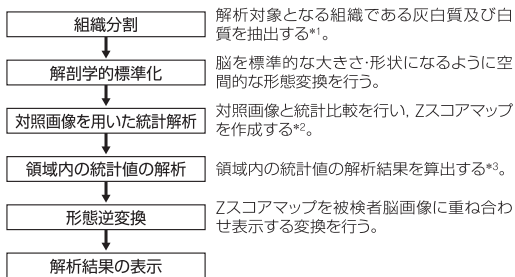 組織分割
解析対象となる組織である灰白質及び白
質を抽出する*1。
解剖学的標準化
脳を標準的な大きさ・形状になるように空
間的な形態変換を行う。
対照画像を用いた統計解析
対照画像と統計比較を行い, Zスコアマップ
を作成する*2。
領域内の統計値の解析
領域内の統計値の解析結果を算出する*3。
形態逆変換
Zスコアマップを被検者脳画像に重ね合わ
せ表示する変換を行う。
解析結果の表示